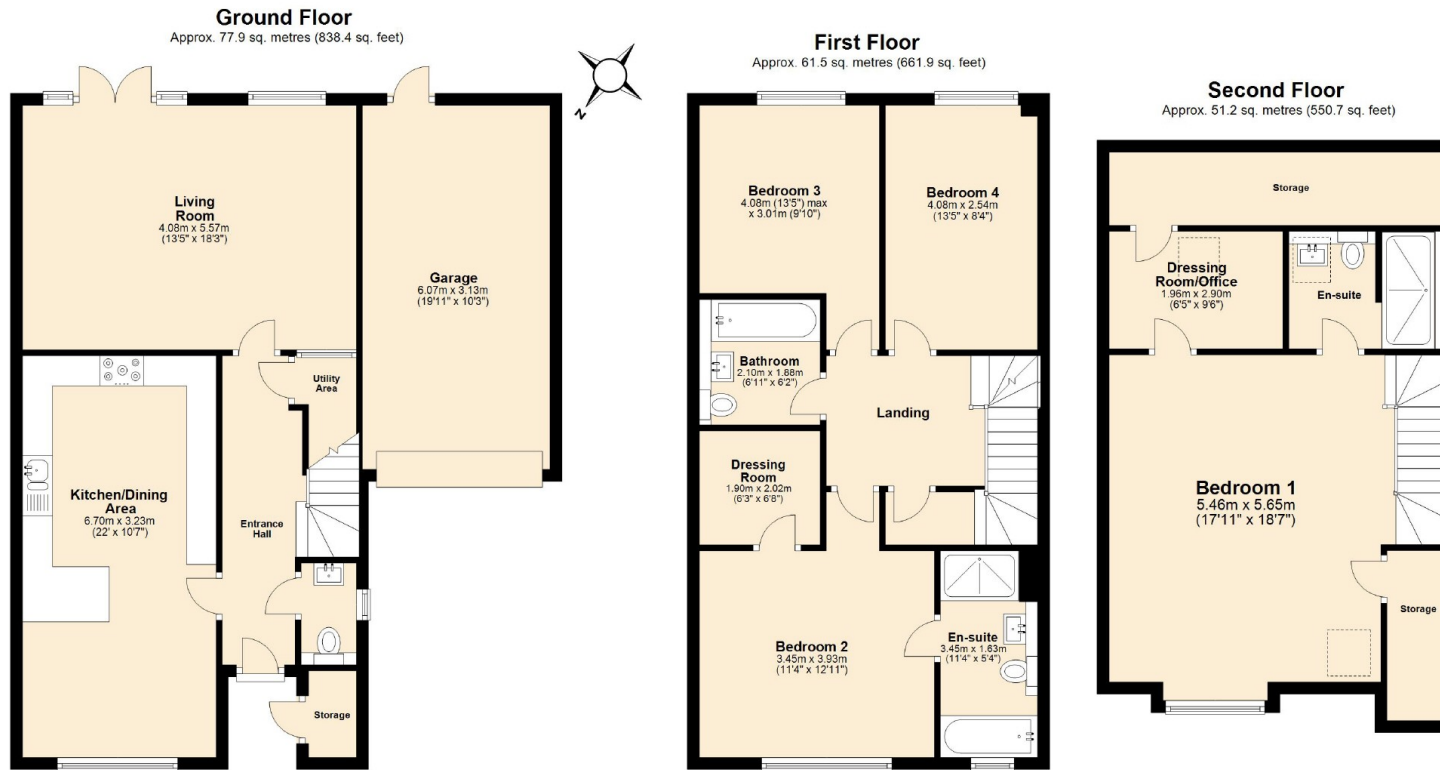 Ground Floor
Approx. 77.9 sq. metres (838.4 sq. feet)
Living
Room
4.08m x 5.57m
(13'5" x 18'3")
Garage
6.07m x 3.13m
(19'11" x 10'3")
Utility
Area
Kitchen/Dining
Area
6.70m x 3.23m
(22' x 10'7")
Entrance
Hall
Storage
N
First Floor
Approx. 61.5 sq. metres (661.9 sq. feet)
Bedroom 3
4.08m (13'5") max
x 3.01m (9'10")
Bedroom 4
4.08m x 2.54m
(13'5" x 8'4")
Bathroom
2.10m x 1.88m
(6'11" x 6'2")
Landing
Dressing
Room
1.90m x 2.02m
(6'3" x 6'8")
Bedroom 2
3.45m x 3.93m
(11'4" x 12'11")
En-suite
3.45m x 1.63m
(11'4" x 5'4")
Second Floor
Approx. 51.2 sq. metres (550.7 sq. feet)
Storage
Dressing
Room/Office
1.96m x 2.90m
(6'5" x 9'6")
En-suite
Bedroom 1
5.46m x 5.65m
(17'11" x 18'7")
Storage